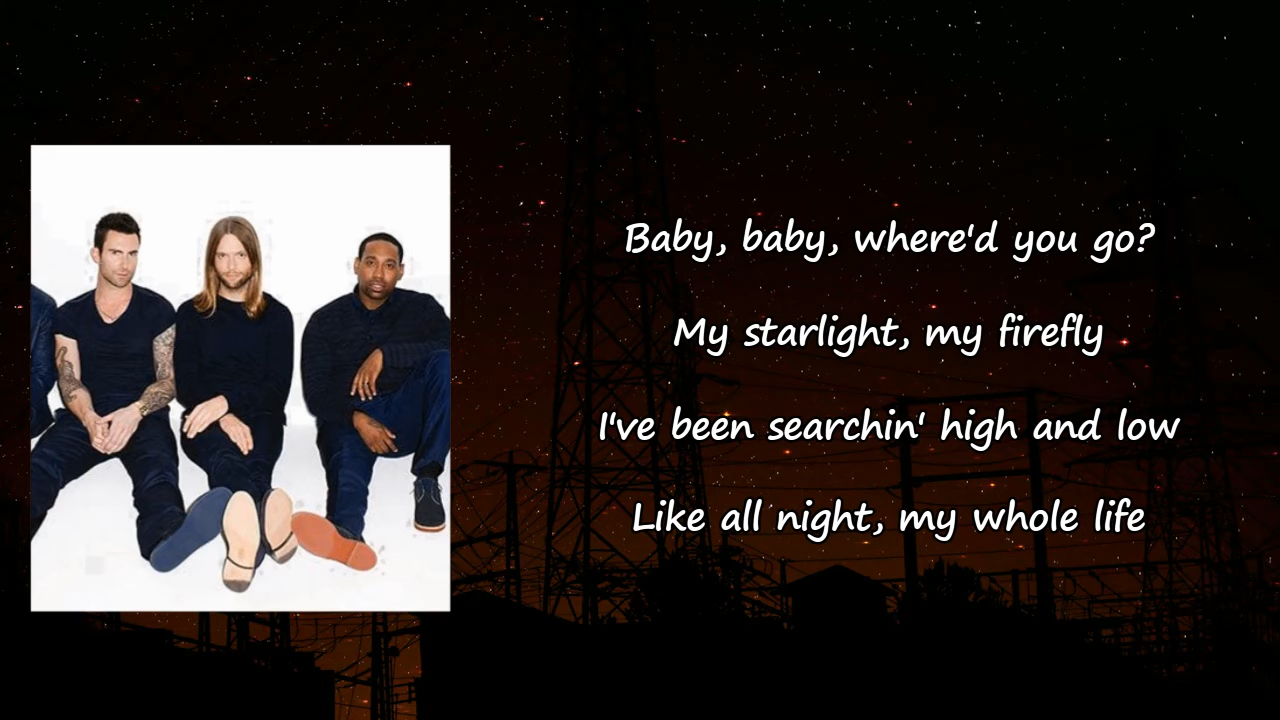 Baby, baby, where'd you go?
My starlight, my firefly
I've been searchin' high and low
Like all night, my whole life